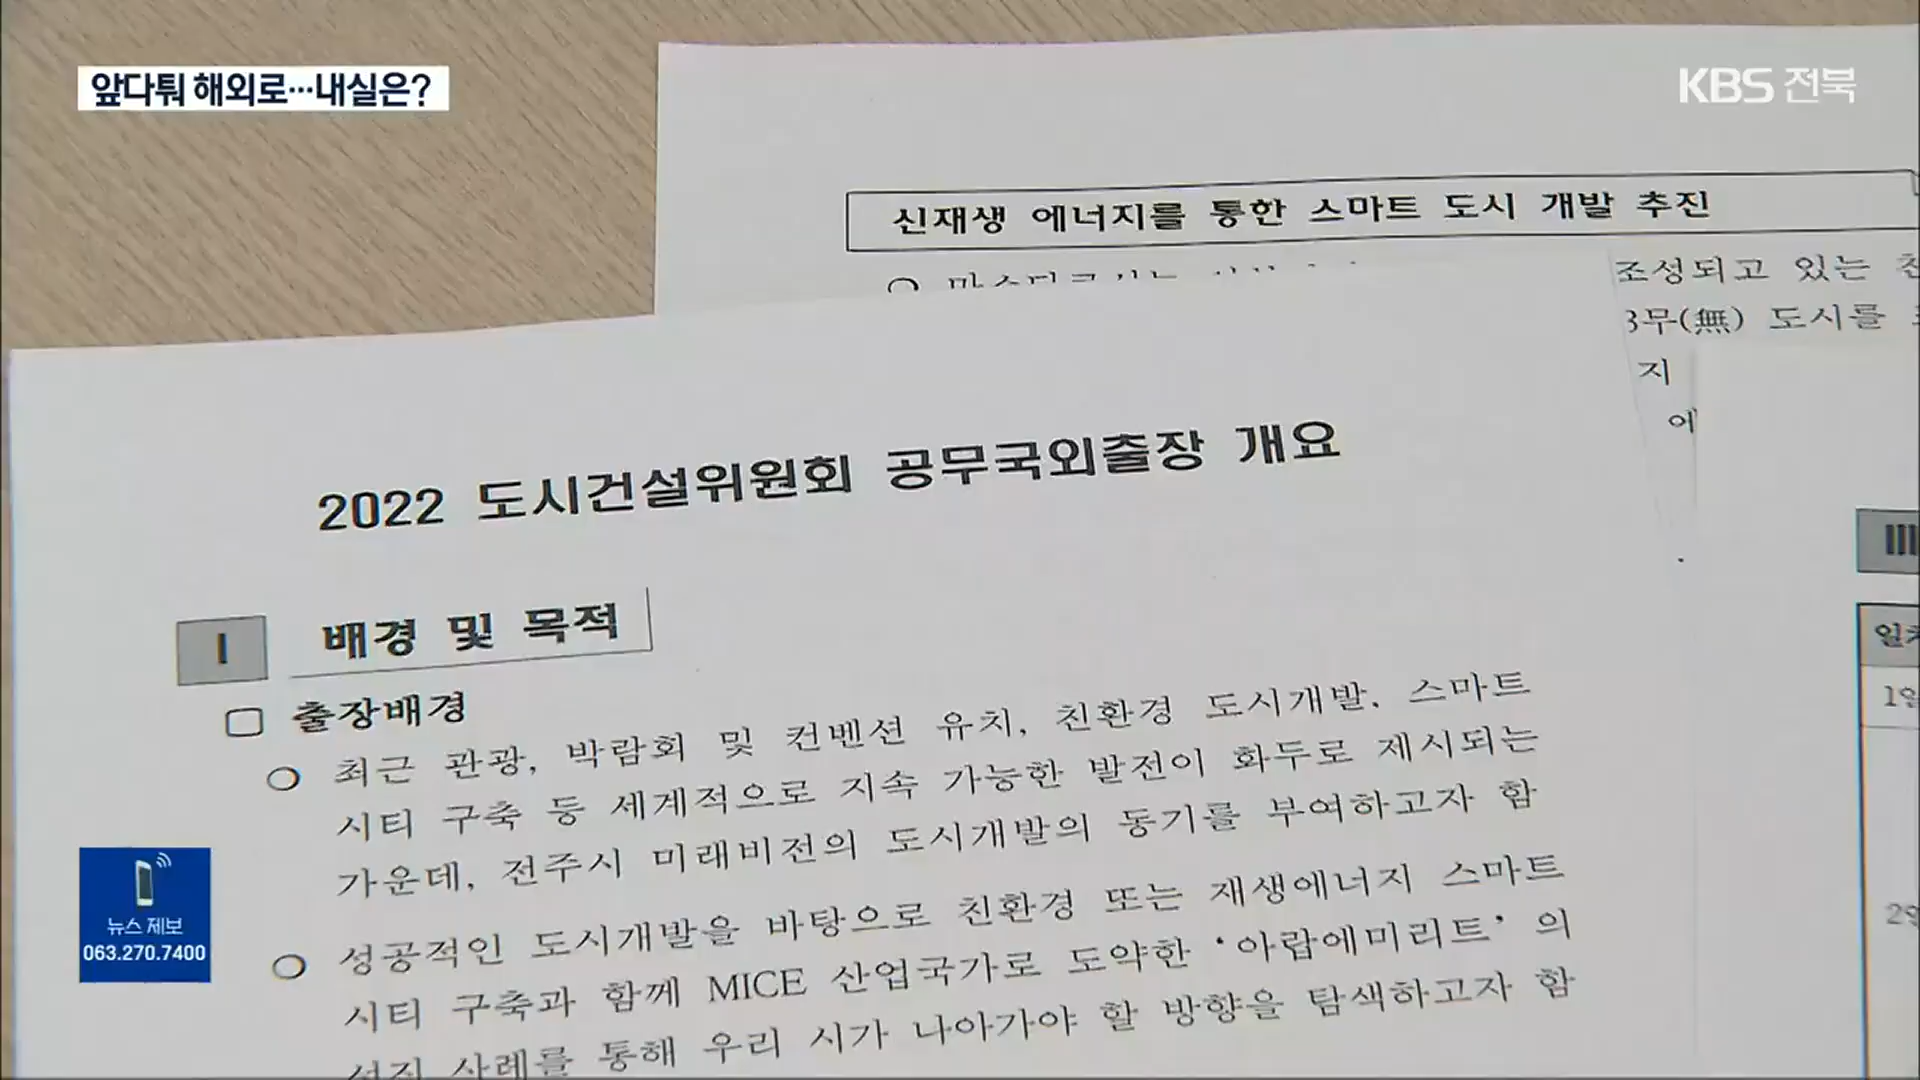 앞다퉈 해외로…내실은?
KBS 전북
신재생 에너지를 통한 스마트 도시 개발 추진
조성되고 있는
3무(無) 도시를
지
에
2022 도시건설위원회 공무국외출장 개요
I 배경 및 목적
□ 출장배경
○ 최근 관광, 박람회 및 컨벤션 유치, 친환경 도시개발, 스마트
시티 구축 등 세계적으로 지속 가능한 발전이 화두로 제시되는
가운데, 전주시 미래비전의 도시개발의 동기를 부여하고자 함
○ 성공적인 도시개발을 바탕으로 친환경 또는 재생에너지 스마트
시티 구축과 함께 MICE 산업국가로 도약한 '아랍에미리트' 의
선진 사례를 통해 우리 시가 나아가야 할 방향을 탐색하고자 함
III
1일
뉴스 제보
063.270.7400